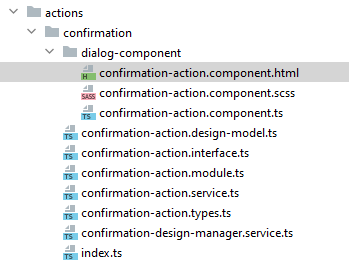 actions
confirmation
dialog-component
confirmation-action.component.html
confirmation-action.component.scss
confirmation-action.component.ts
confirmation-action.design-model.ts
confirmation-action.interface.ts
confirmation-action.module.ts
confirmation-action.service.ts
confirmation-action.types.ts
confirmation-design-manager.service.ts
index.ts